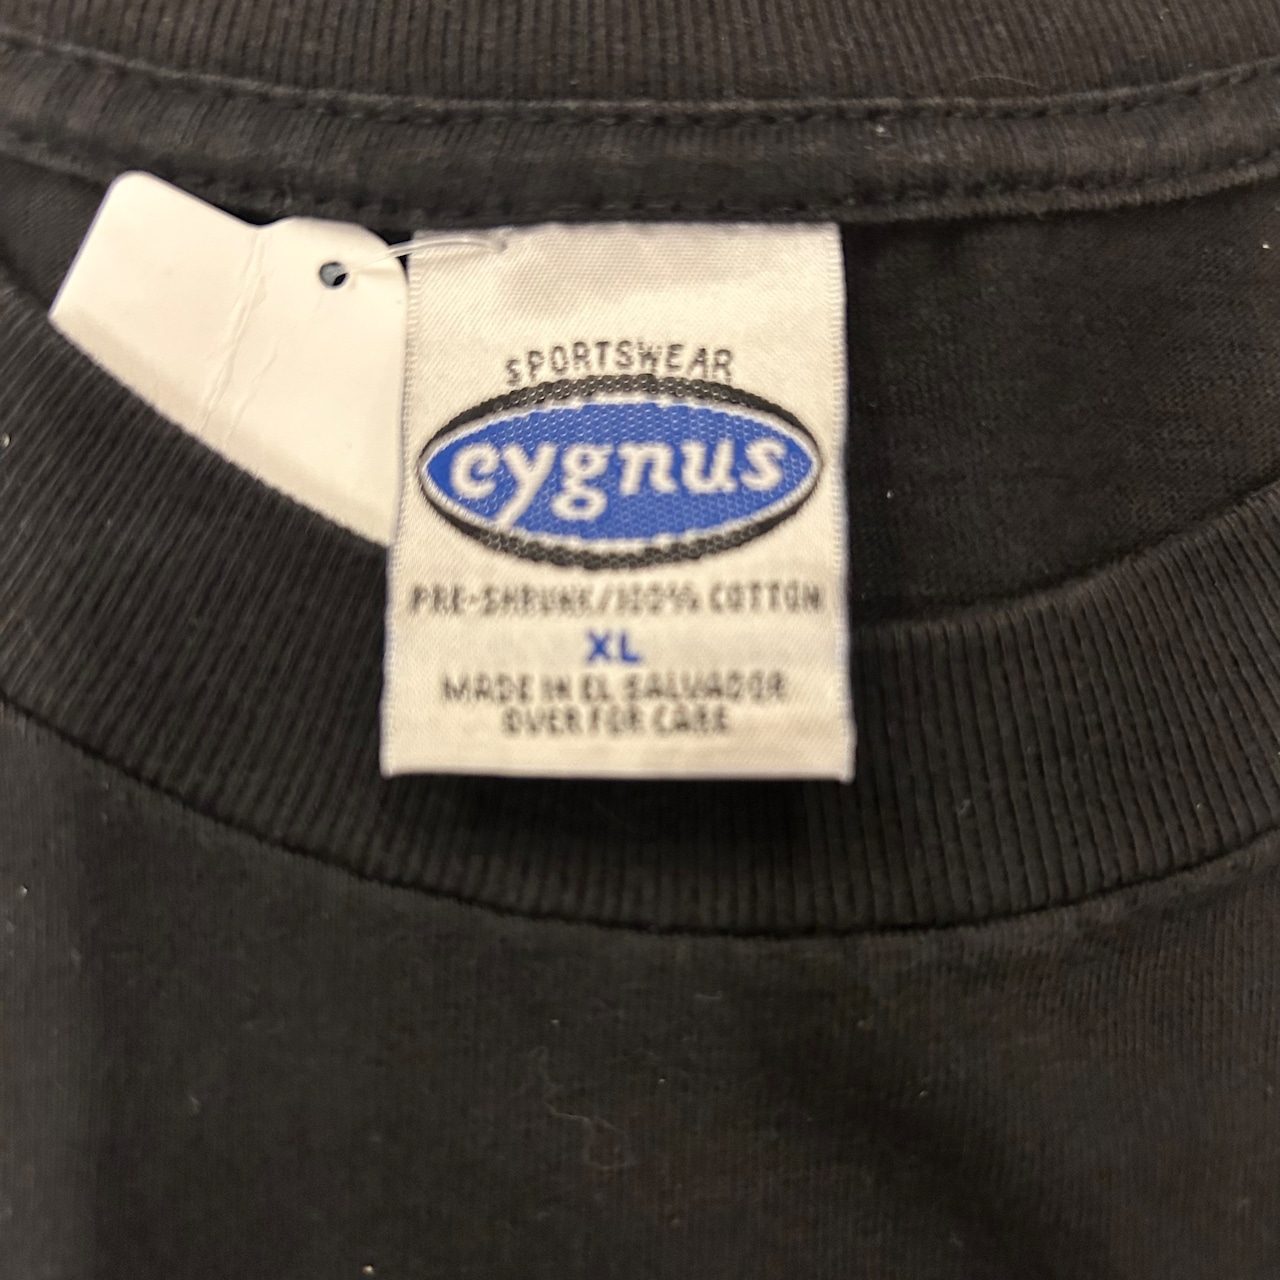 SPORTSWEAR
cygnus
PRE-SHRUNK/100% COTTON
XL
MADE IN EL SALVADOR
OVER FOR CARE